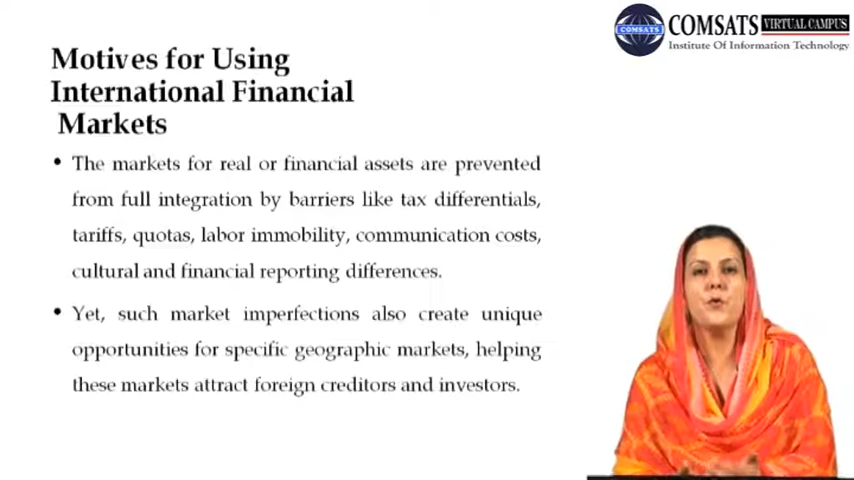 COMSATS VIRTUAL CAMPUS
COMSATS
Institute Of Information Technology
Motives for Using
International Financial
Markets
• The markets for real or financial assets are prevented
from full integration by barriers like tax differentials,
tariffs, quotas, labor immobility, communication costs,
cultural and financial reporting differences.
• Yet, such market imperfections also create unique
opportunities for specific geographic markets, helping
these markets attract foreign creditors and investors.